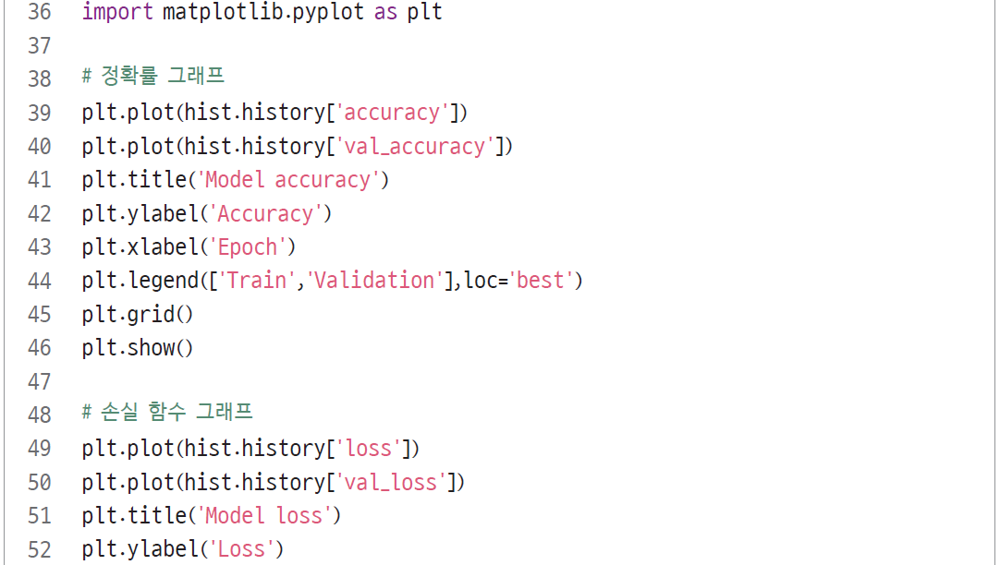 36 import matplotlib.pyplot as plt
37
38 # 정확률 그래프
39 plt.plot(hist.history['accuracy'])
40 plt.plot(hist.history['val_accuracy'])
41 plt.title('Model accuracy')
42 plt.ylabel('Accuracy')
43 plt.xlabel('Epoch')
44 plt.legend(['Train','Validation'],loc='best')
45 plt.grid()
46 plt.show()
47
48 # 손실 함수 그래프
49 plt.plot(hist.history['loss'])
50 plt.plot(hist.history['val_loss'])
51 plt.title('Model loss')
52 plt.ylabel('Loss')